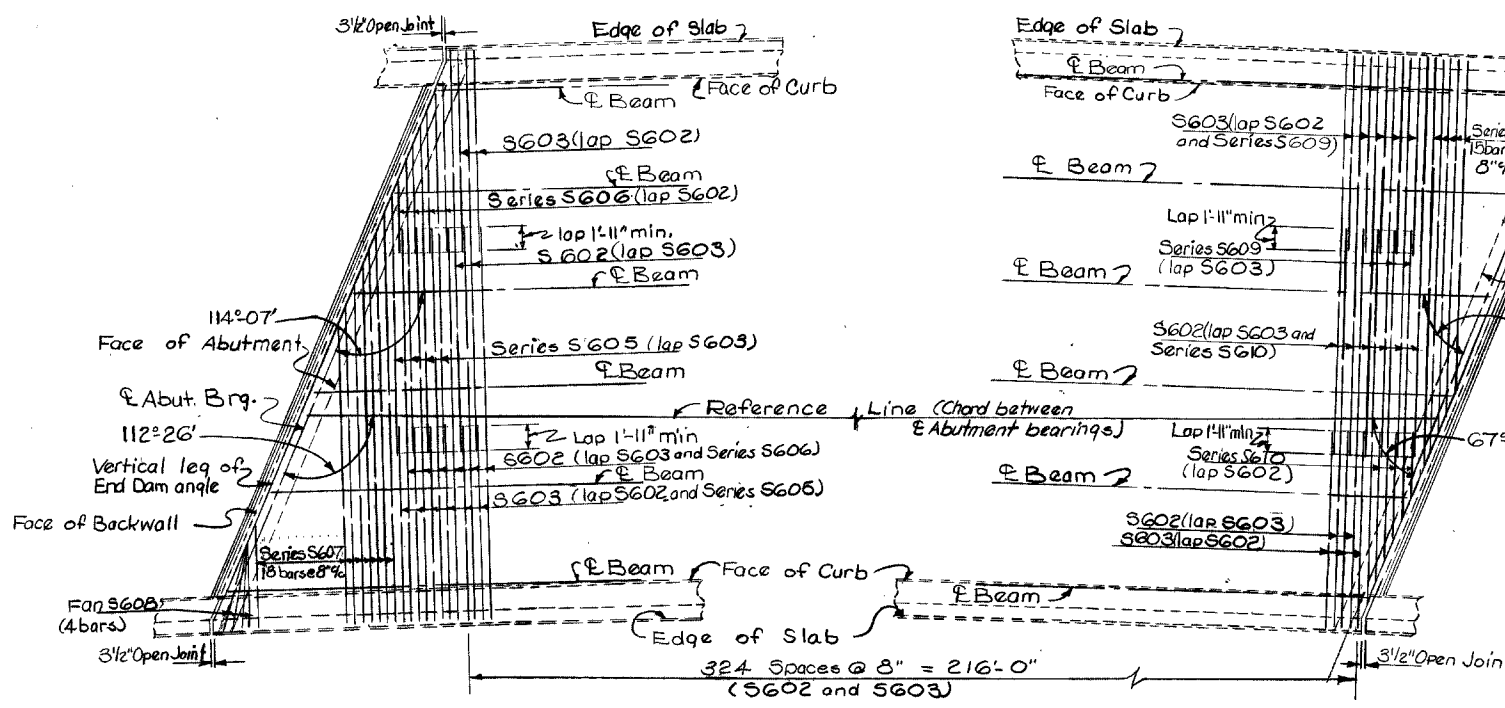 3½" Open Joint
Edge of Slab
℄ Beam
Face of Curb
S603 (lap S602)
℄ Beam
Series S606 (lap S602)
lap 1'-11" min.
S602 (lap S603)
℄ Beam
114°-07'
Face of Abutment
Series S605 (lap S603)
℄ Beam
℄ Abut. Brg.
Reference Line (Chord between
℄ Abutment bearings)
112°-26'
Lap 1'-11" min
S602 (lap S603 and Series S606)
Vertical leg of
End Dam angle
℄ Beam
S603 (lap S602 and Series S605)
Face of Backwall
Series S607
18 bars @ 8" %
℄ Beam
Face of Curb
Fan S608
(4 bars)
Edge of Slab
3½" Open Joint
324 Spaces @ 8" = 216'-0"
(S602 and S603)
Edge of Slab
℄ Beam
Face of Curb
S603 (lap S602
and Series S609)
15 bar
8" %
℄ Beam
Lap 1'-11" min
Series S609
(lap S603)
℄ Beam
S602 (lap S603 and
Series S610)
℄ Beam
Lap 1'-11" min
Series S610
(lap S602)
67°
℄ Beam
S602 (lap S603)
S603 (lap S602)
℄ Beam
3½" Open Join